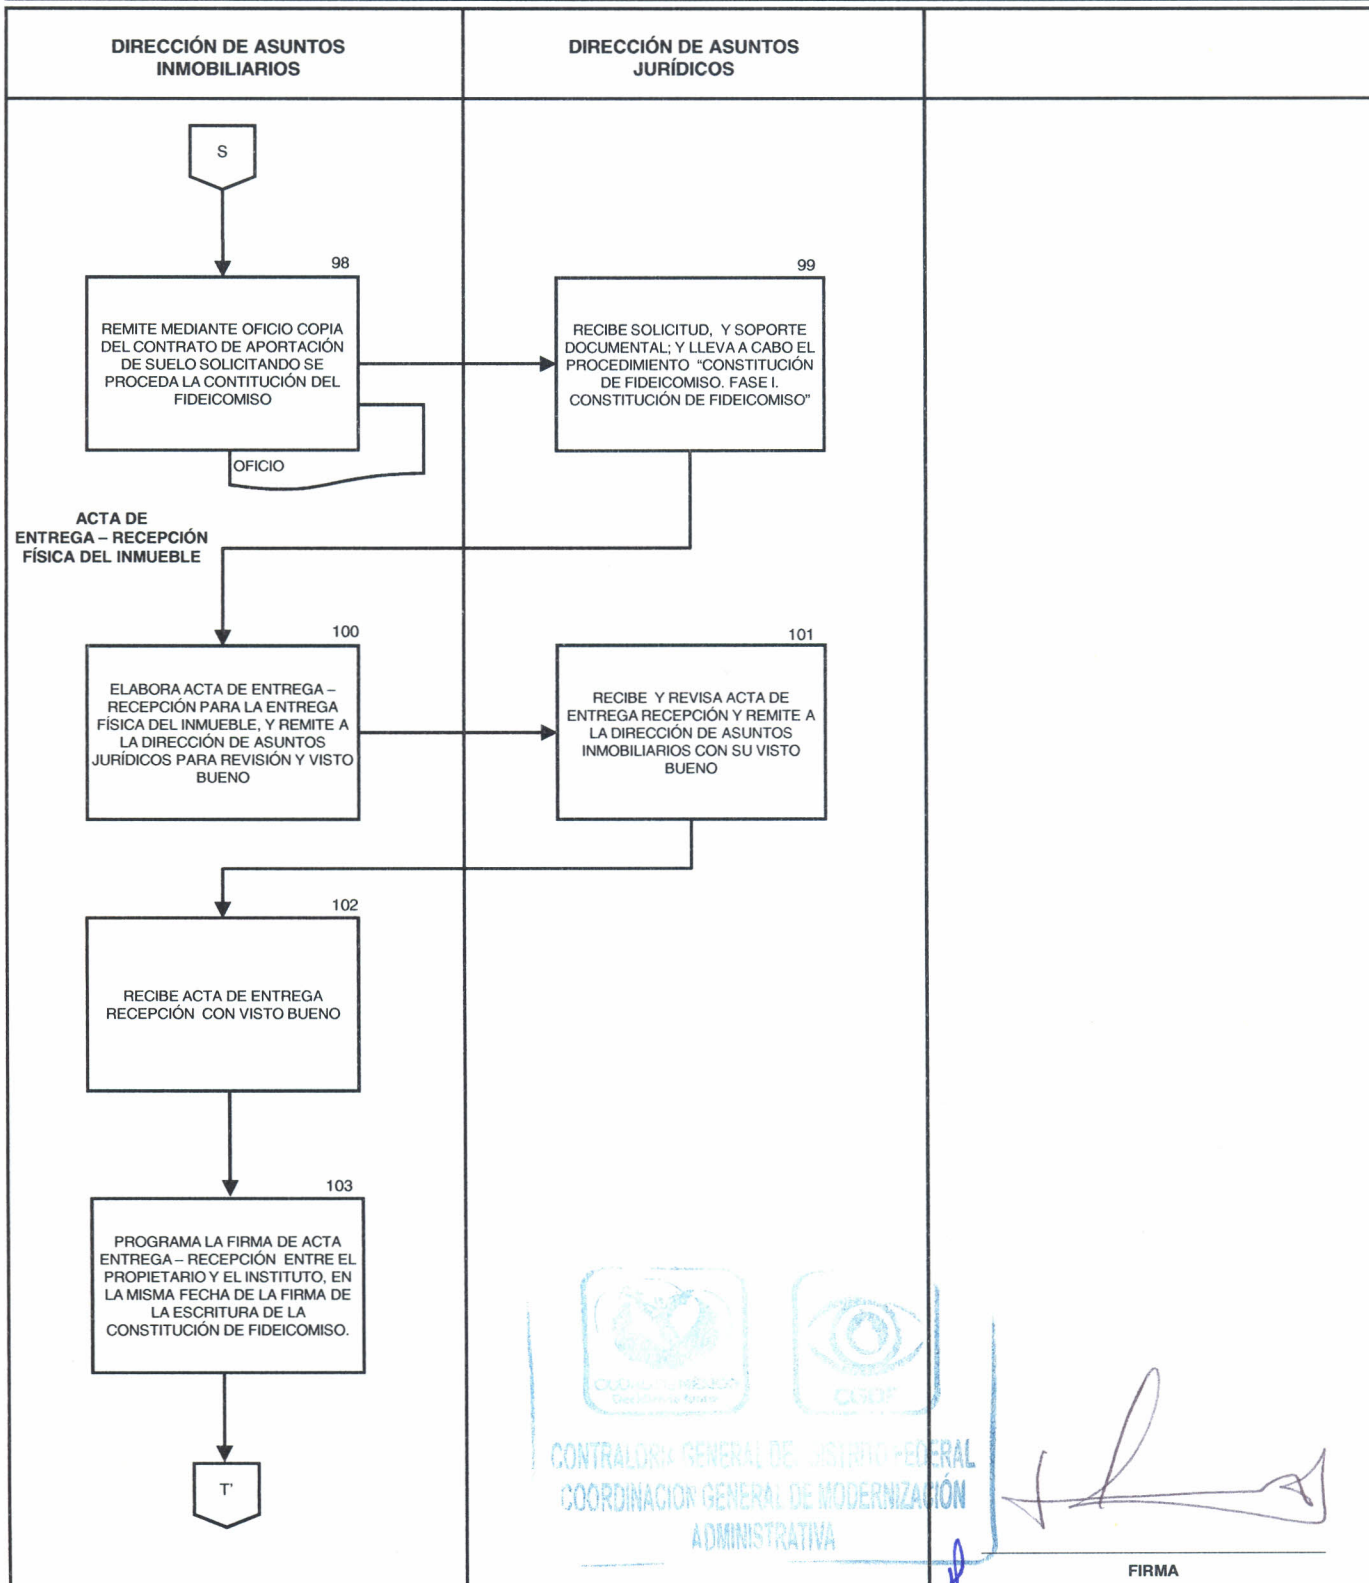 DIRECCIÓN DE ASUNTOS
INMOBILIARIOS
DIRECCIÓN DE ASUNTOS
JURÍDICOS
S
98
REMITE MEDIANTE OFICIO COPIA
DEL CONTRATO DE APORTACIÓN
DE SUELO SOLICITANDO SE
PROCEDA LA CONTITUCIÓN DEL
FIDEICOMISO
OFICIO
99
RECIBE SOLICITUD, Y SOPORTE
DOCUMENTAL; Y LLEVA A CABO EL
PROCEDIMIENTO “CONSTITUCIÓN
DE FIDEICOMISO. FASE I.
CONSTITUCIÓN DE FIDEICOMISO”
ACTA DE
ENTREGA – RECEPCIÓN
FÍSICA DEL INMUEBLE
100
ELABORA ACTA DE ENTREGA –
RECEPCIÓN PARA LA ENTREGA
FÍSICA DEL INMUEBLE, Y REMITE A
LA DIRECCIÓN DE ASUNTOS
JURÍDICOS PARA REVISIÓN Y VISTO
BUENO
101
RECIBE Y REVISA ACTA DE
ENTREGA RECEPCIÓN Y REMITE A
LA DIRECCIÓN DE ASUNTOS
INMOBILIARIOS CON SU VISTO
BUENO
102
RECIBE ACTA DE ENTREGA
RECEPCIÓN CON VISTO BUENO
103
PROGRAMA LA FIRMA DE ACTA
ENTREGA – RECEPCIÓN ENTRE EL
PROPIETARIO Y EL INSTITUTO, EN
LA MISMA FECHA DE LA FIRMA DE
LA ESCRITURA DE LA
CONSTITUCIÓN DE FIDEICOMISO.
T'
CGDF
CONTRALORIA GENERAL DEL DISTRITO FEDERAL
COORDINACION GENERAL DE MODERNIZACIÓN
ADMINISTRATIVA
FIRMA